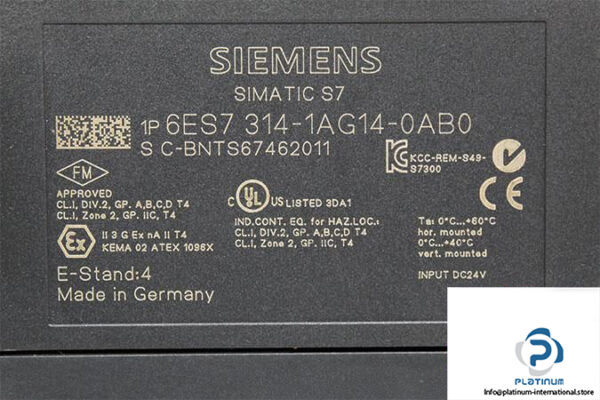 SIEMENS
SIMATIC S7
1P 6ES7 314-1AG14-0AB0
S C-BNTS67462011
KCC-REM-S49-
S7300
FM
APPROVED
CL.I, DIV.2, GP. A,B,C,D T4
CL.I, Zone 2, GP. IIC, T4
Ex
II 3 G Ex nA II T4
KEMA 02 ATEX 1096X
C UL US LISTED 3DA1
IND.CONT. EQ. for HAZ.LOC.:
CL.I, DIV.2, GP. A,B,C,D T4
CL.I, Zone 2, GP. IIC, T4
CE
Ta: 0°C...+60°C
hor. mounted
0°C...+40°C
vert. mounted
INPUT DC24V
E-Stand:4
Made in Germany
PLATINUM
Info@platinum-international.store